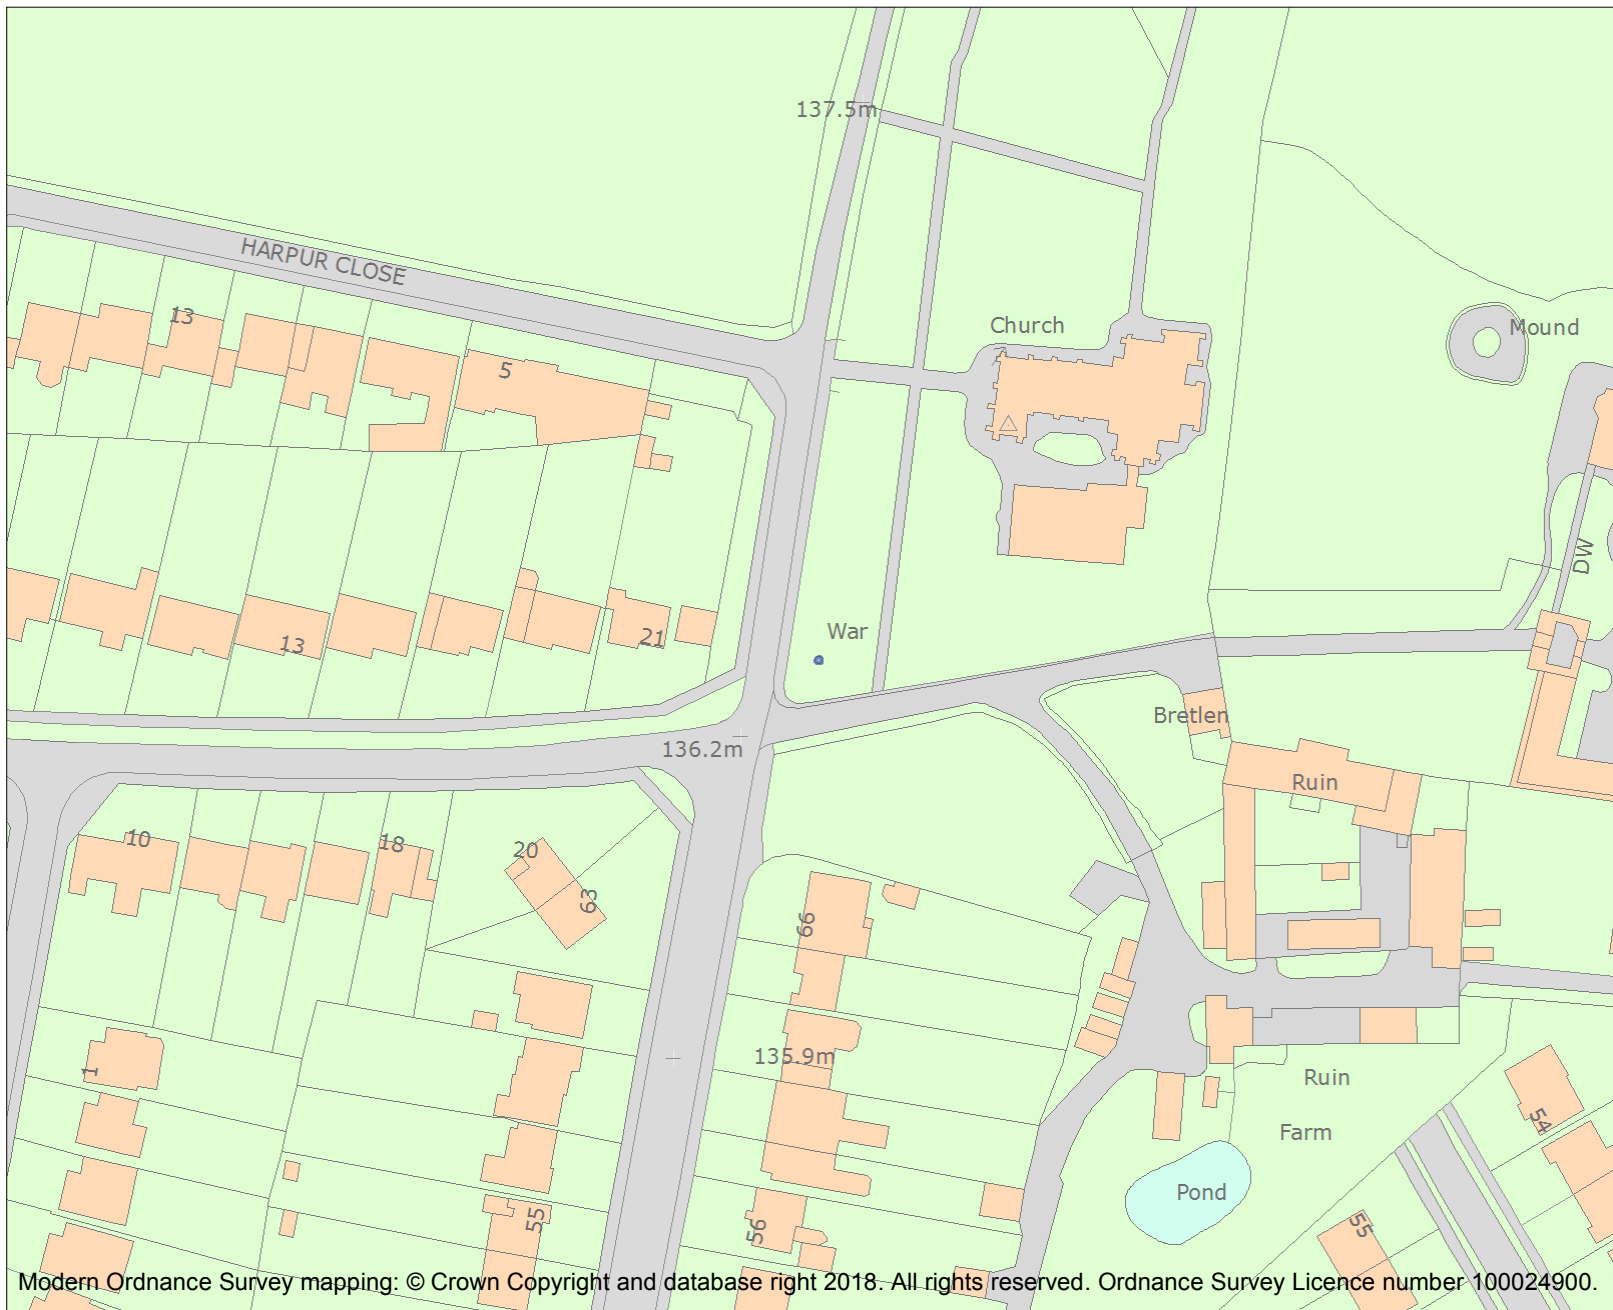 137.5m
HARPUR CLOSE
13
Church
Mound
5
DW
War
13
21
Bretlen
136.2m
Ruin
10
18
20
63
66
135.9m
1
Ruin
54
Farm
Pond
55
56
55
Modern Ordnance Survey mapping: © Crown Copyright and database right 2018. All rights reserved. Ordnance Survey Licence number 100024900.